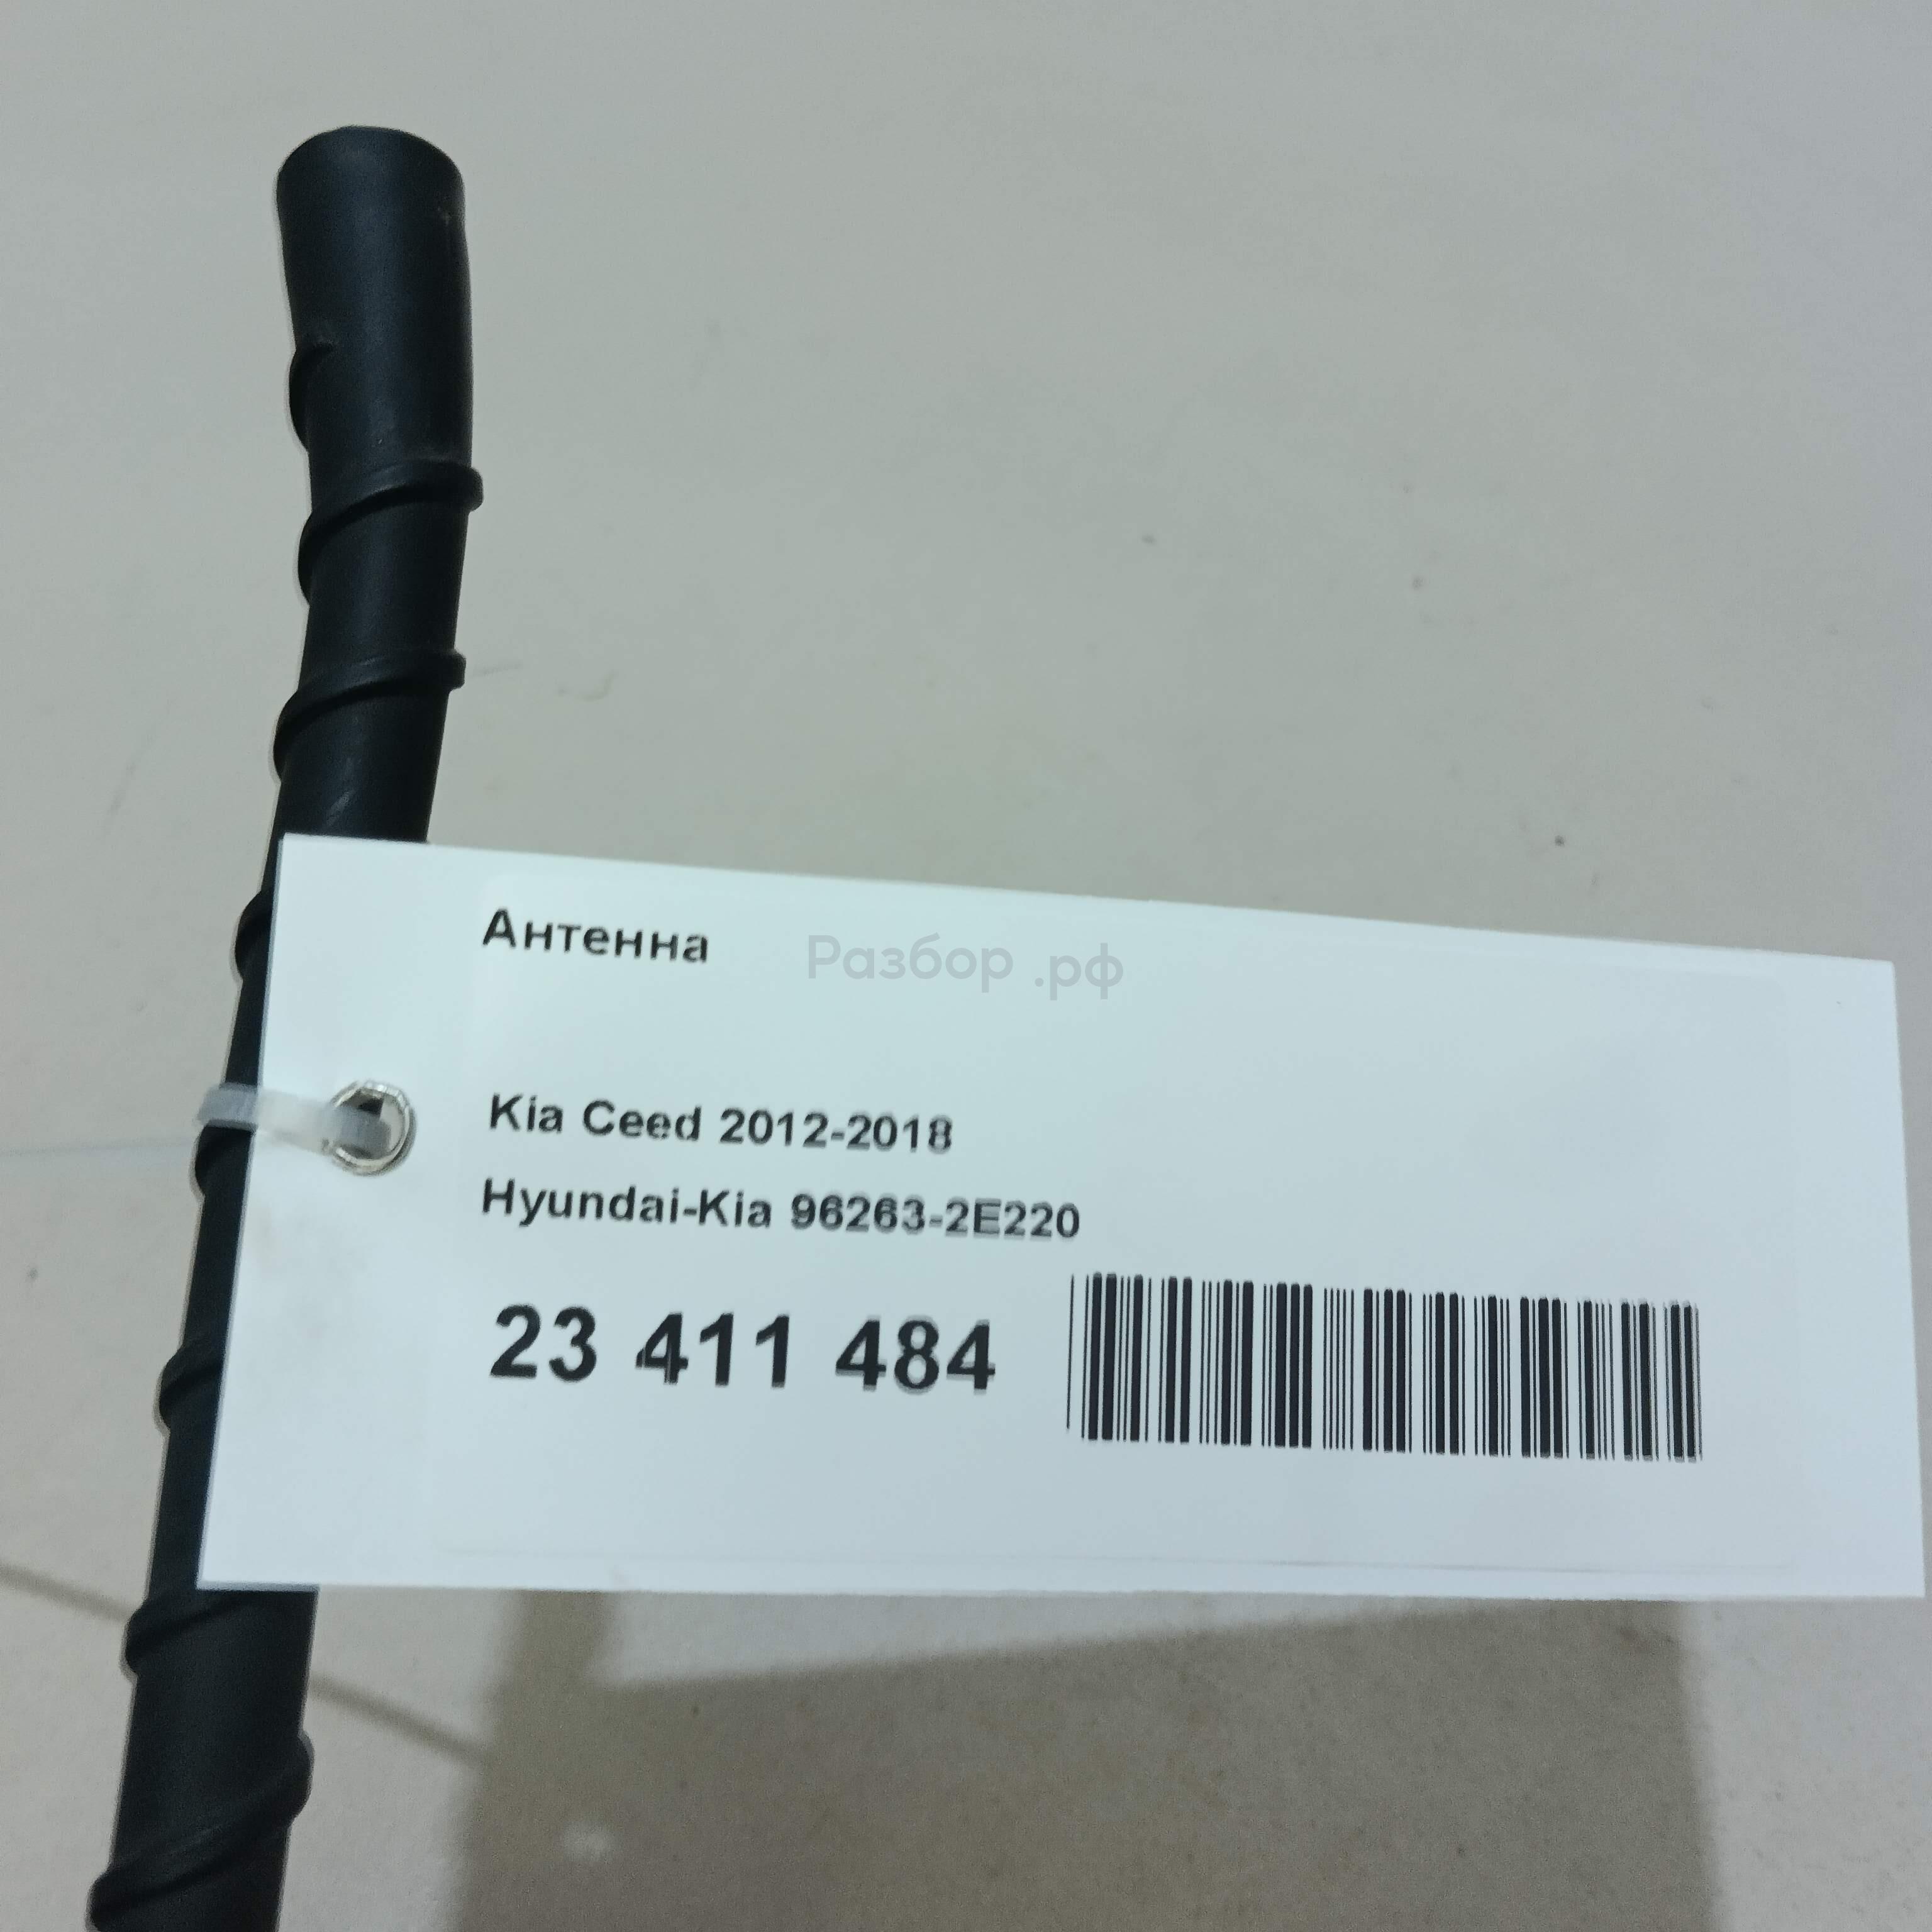 Антенна
Разбор .рф
Kia Ceed 2012-2018
Hyundai-Kia 96263-2E220
23 411 484